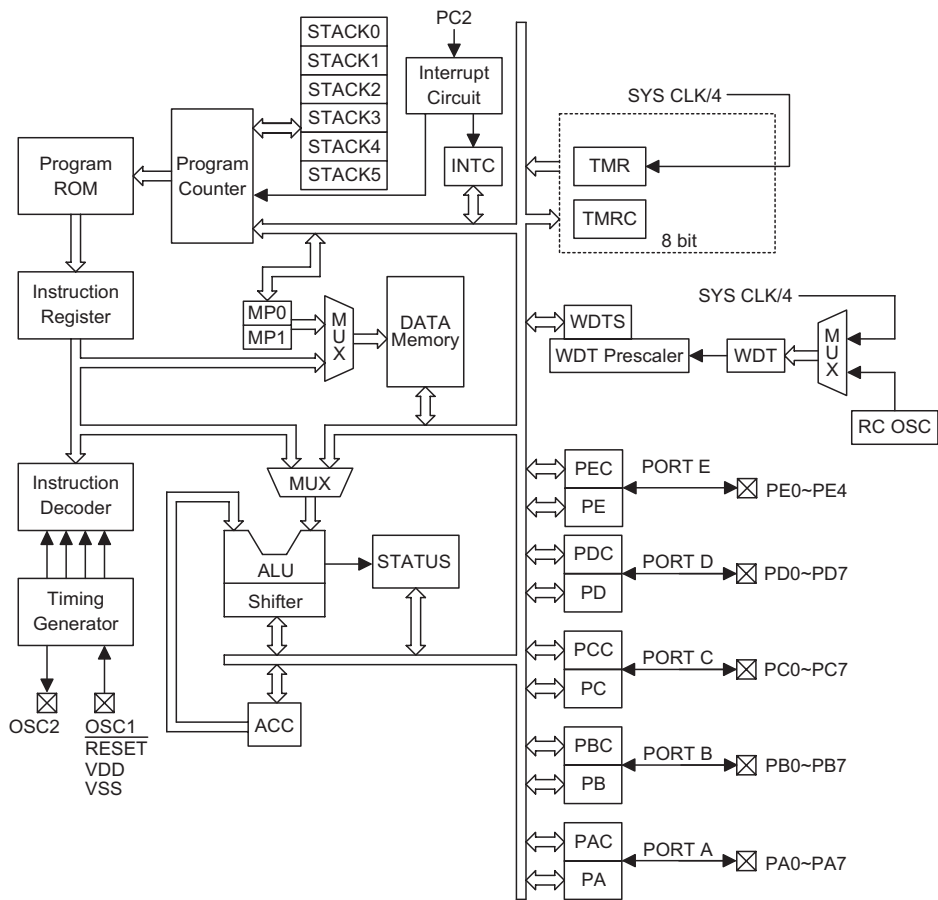 PC2
STACK0
STACK1
STACK2
STACK3
STACK4
STACK5
Interrupt
Circuit
SYS CLK/4
Program
ROM
Program
Counter
INTC
TMR
TMRC
8 bit
Instruction
Register
MP0
MP1
MUX
DATA
Memory
WDTS
WDT Prescaler
WDT
SYS CLK/4
MUX
RC OSC
Instruction
Decoder
MUX
ALU
Shifter
STATUS
Timing
Generator
ACC
OSC2
OSC1
RESET
VDD
VSS
PEC
PE
PORT E
PE0~PE4
PDC
PD
PORT D
PD0~PD7
PCC
PC
PORT C
PC0~PC7
PBC
PB
PORT B
PB0~PB7
PAC
PA
PORT A
PA0~PA7